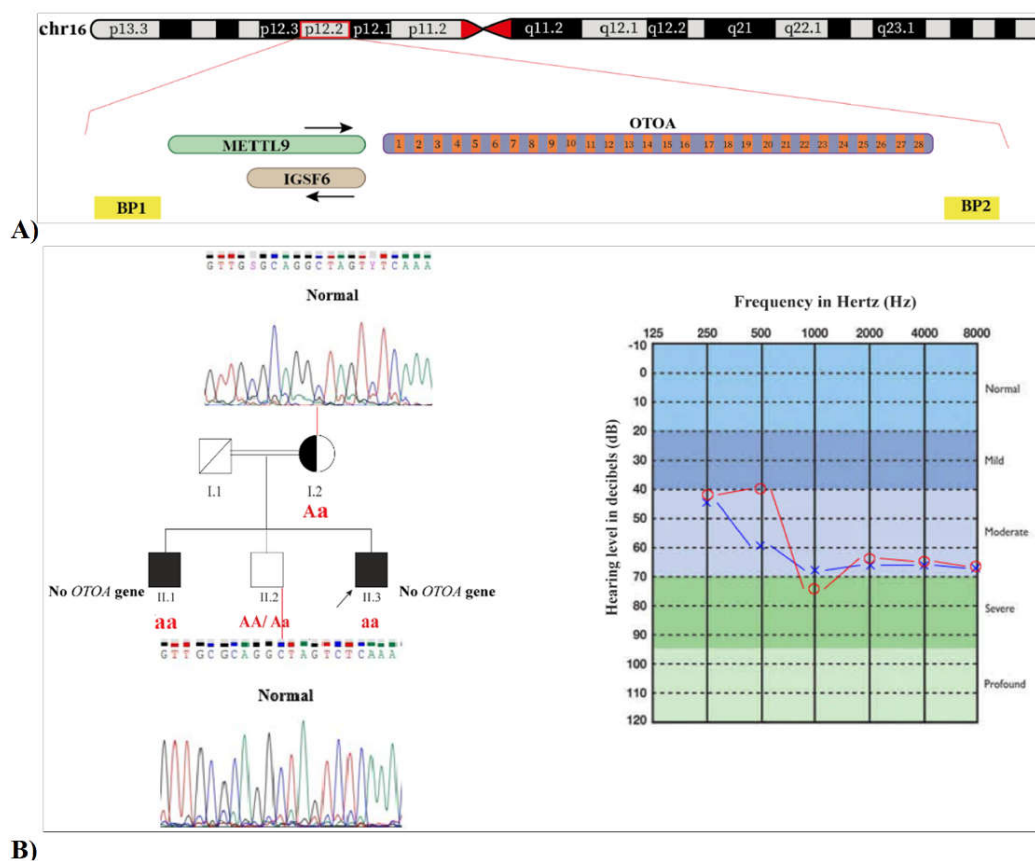 chr16 p13.3 p12.3 p12.2 p12.1 p11.2 q11.2 q12.1 q12.2 q21 q22.1 q23.1
OTOA
METTL9
1 2 3 4 5 6 7 8 9 10 11 12 13 14 15 16 17 18 19 20 21 22 23 24 25 26 27 28
IGSF6
BP1 BP2
A)
G T T G S G C A G G C T A G T Y T C A A A
Normal
I.1 I.2
Aa
No OTOA gene II.1 II.2 II.3 No OTOA gene
aa AA/ Aa aa
G T T G C G C A G G C T A G T C T C A A A
Normal
Frequency in Hertz (Hz)
125 250 500 1000 2000 4000 8000
Hearing level in decibels (dB)
-10
0 Normal
10
20
30 Mild
40
50 Moderate
60
70
80 Severe
90
100
110 Profound
120
B)